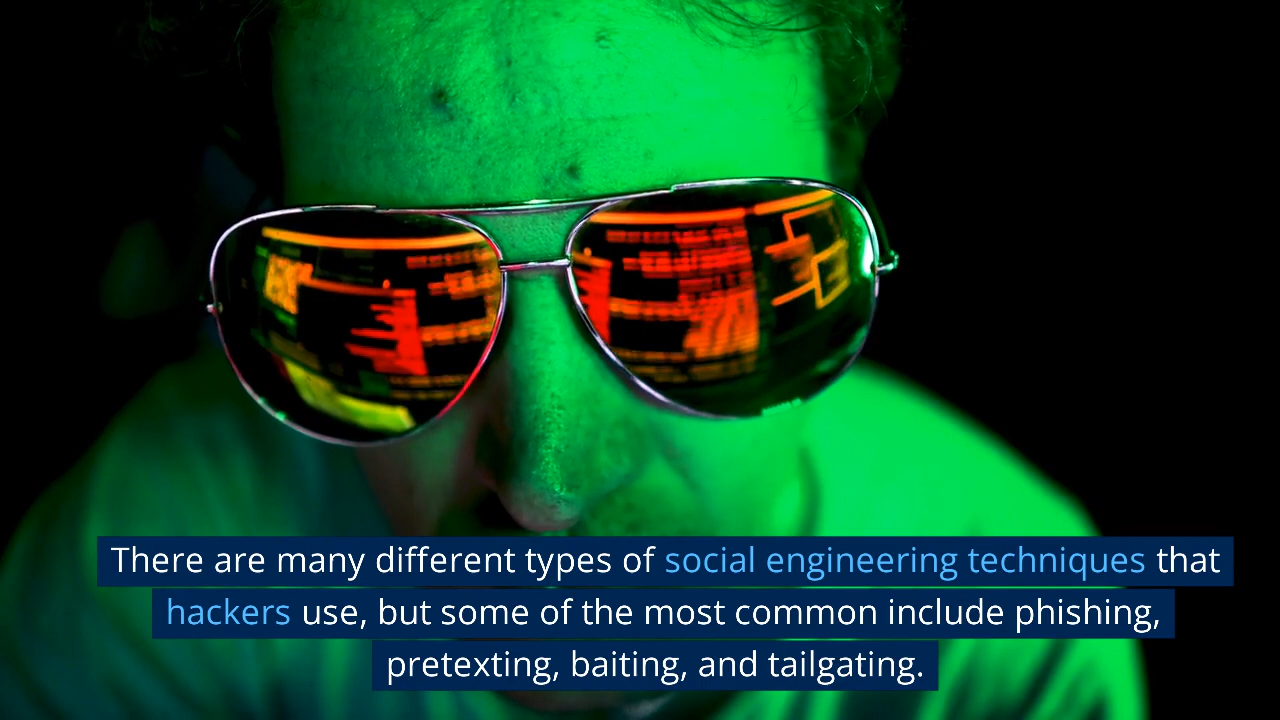 There are many different types of social engineering techniques that
hackers use, but some of the most common include phishing,
pretexting, baiting, and tailgating.